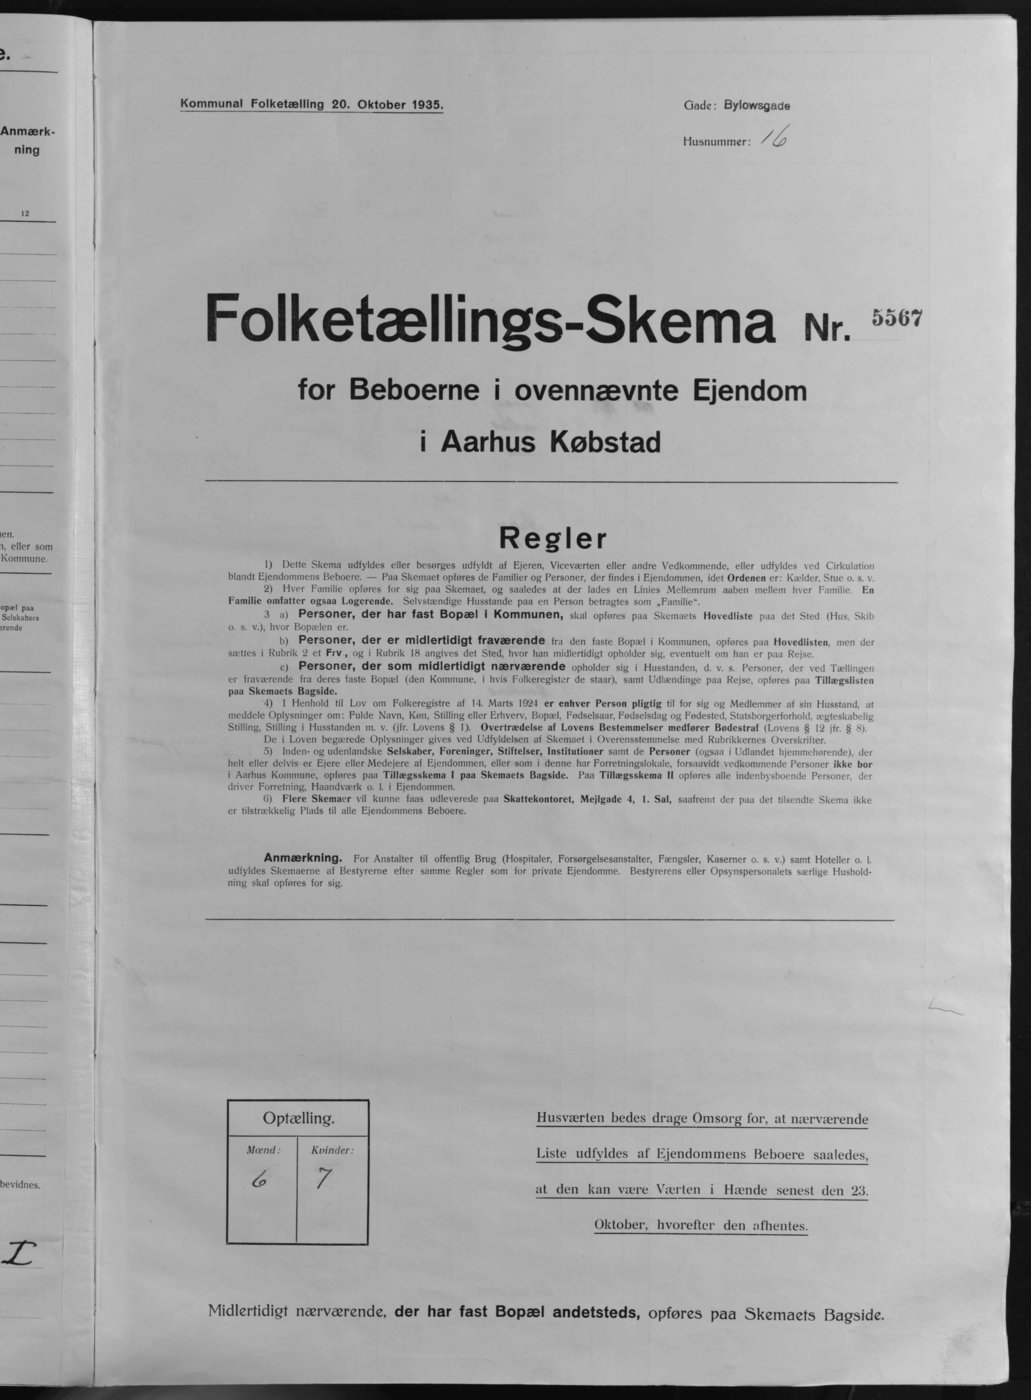 e.
Anmærk-
ning
12
en.
n, eller som
Kommune.
opæl paa
Selskabers
erende
bevidnes.
I
Kommunal Folketælling 20. Oktober 1935.
Gade: Bylowsgade
Husnummer: 16
Folketællings-Skema Nr. 5567
for Beboerne i ovennævnte Ejendom
i Aarhus Købstad
Regler
1) Dette Skema udfyldes eller besørges udfyldt af Ejeren, Viceværten eller andre Vedkommende, eller udfyldes ved Cirkulation
blandt Ejendommens Beboere. — Paa Skemaet opføres de Familier og Personer, der findes i Ejendommen, idet Ordenen er: Kælder, Stue o. s. v.
2) Hver Familie opføres for sig paa Skemaet, og saaledes at der lades en Linies Mellemrum aaben mellem hver Familie. En
Familie omfatter ogsaa Logerende. Selvstændige Husstande paa en Person betragtes som „Familie“.
3 a) Personer, der har fast Bopæl i Kommunen, skal opføres paa Skemaets Hovedliste paa det Sted (Hus, Skib
o. s. v.), hvor Bopælen er.
b) Personer, der er midlertidigt fraværende fra den faste Bopæl i Kommunen, opføres paa Hovedlisten, men der
sættes i Rubrik 2 et Frv., og i Rubrik 18 angives det Sted, hvor han midlertidigt opholder sig, eventuelt om han er paa Rejse.
c) Personer, der som midlertidigt nærværende opholder sig i Husstanden, d. v. s. Personer, der ved Tællingen
er fraværende fra deres faste Bopæl (den Kommune, i hvis Folkeregister de staar), samt Udlændinge paa Rejse, opføres paa Tillægslisten
paa Skemaets Bagside.
4) I Henhold til Lov om Folkeregistre af 14. Marts 1924 er enhver Person pligtig til for sig og Medlemmer af sin Husstand, at
meddele Oplysninger om: Fulde Navn, Køn, Stilling eller Erhverv, Bopæl, Fødselsaar, Fødselsdag og Fødested, Statsborgerforhold, ægteskabelig
Stilling, Stilling i Husstanden m. v. (jfr. Lovens § 1). Overtrædelse af Lovens Bestemmelser medfører Bødestraf (Lovens § 12 jfr. § 8).
De i Loven begærede Oplysninger gives ved Udfyldelsen af Skemaet i Overensstemmelse med Rubrikkernes Overskrifter.
5) Inden- og udenlandske Selskaber, Foreninger, Stiftelser, Institutioner samt de Personer (ogsaa i Udlandet hjemmehørende), der
helt eller delvis er Ejere eller Medejere af Ejendommen, eller som i denne har Forretningslokale, forsaavidt vedkommende Personer ikke bor
i Aarhus Kommune, opføres paa Tillægsskema I paa Skemaets Bagside. Paa Tillægsskema II opføres alle indenbysboende Personer, der
driver Forretning, Haandværk o. l. i Ejendommen.
6) Flere Skemaer vil kunne faas udleverede paa Skattekontoret, Mejlgade 4, 1. Sal, saafremt der paa det tilsendte Skema ikke
er tilstrækkelig Plads til alle Ejendommens Beboere.
Anmærkning. For Anstalter til offentlig Brug (Hospitaler, Forsørgelsesanstalter, Fængsler, Kaserner o. s. v.) samt Hoteller o. l.
udfyldes Skemaerne af Bestyrerne efter samme Regler som for private Ejendomme. Bestyrerens eller Opsynspersonalets særlige Hushold-
ning skal opføres for sig.
Optælling.
Mænd: Kvinder:
6 7
Husværten bedes drage Omsorg for, at nærværende
Liste udfyldes af Ejendommens Beboere saaledes,
at den kan være Værten i Hænde senest den 23.
Oktober, hvorefter den afhentes.
Midlertidigt nærværende, der har fast Bopæl andetsteds, opføres paa Skemaets Bagside.